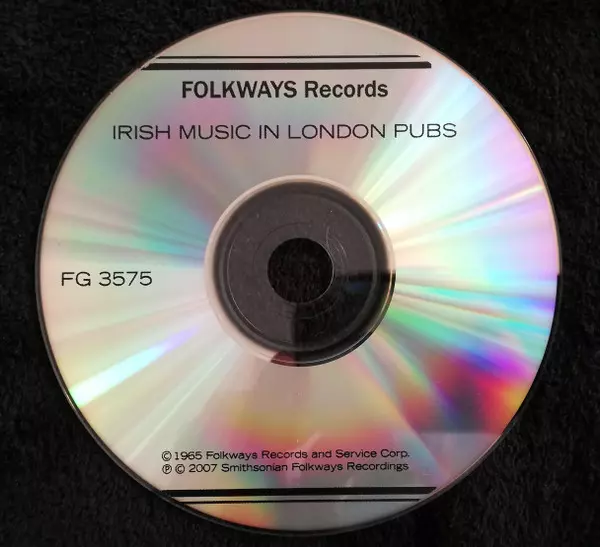 FOLKWAYS Records
IRISH MUSIC IN LONDON PUBS
FG 3575
© 1965 Folkways Records and Service Corp.
℗ © 2007 Smithsonian Folkways Recordings